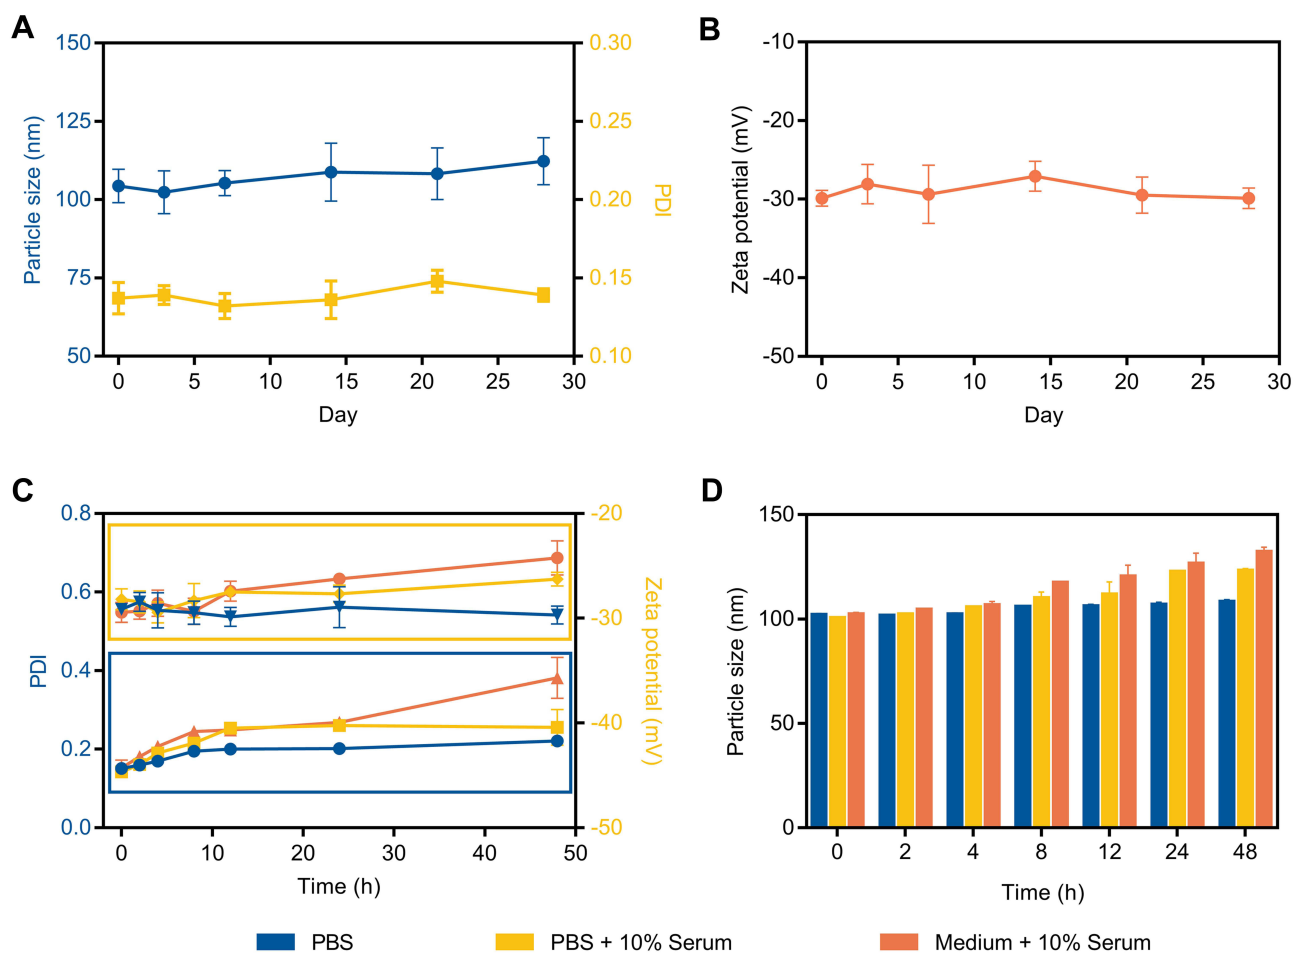 A
150
125
100
75
50
Particle size (nm)
0.30
0.25
0.20
0.15
0.10
PDI
0 5 10 15 20 25 30
Day
B
-10
-20
-30
-40
-50
Zeta potential (mV)
0 5 10 15 20 25 30
Day
C
0.8
0.6
0.4
0.2
0.0
PDI
-20
-30
-40
-50
Zeta potential (mV)
0 10 20 30 40 50
Time (h)
D
150
100
50
0
Particle size (nm)
0 2 4 8 12 24 48
Time (h)
PBS
PBS + 10% Serum
Medium + 10% Serum